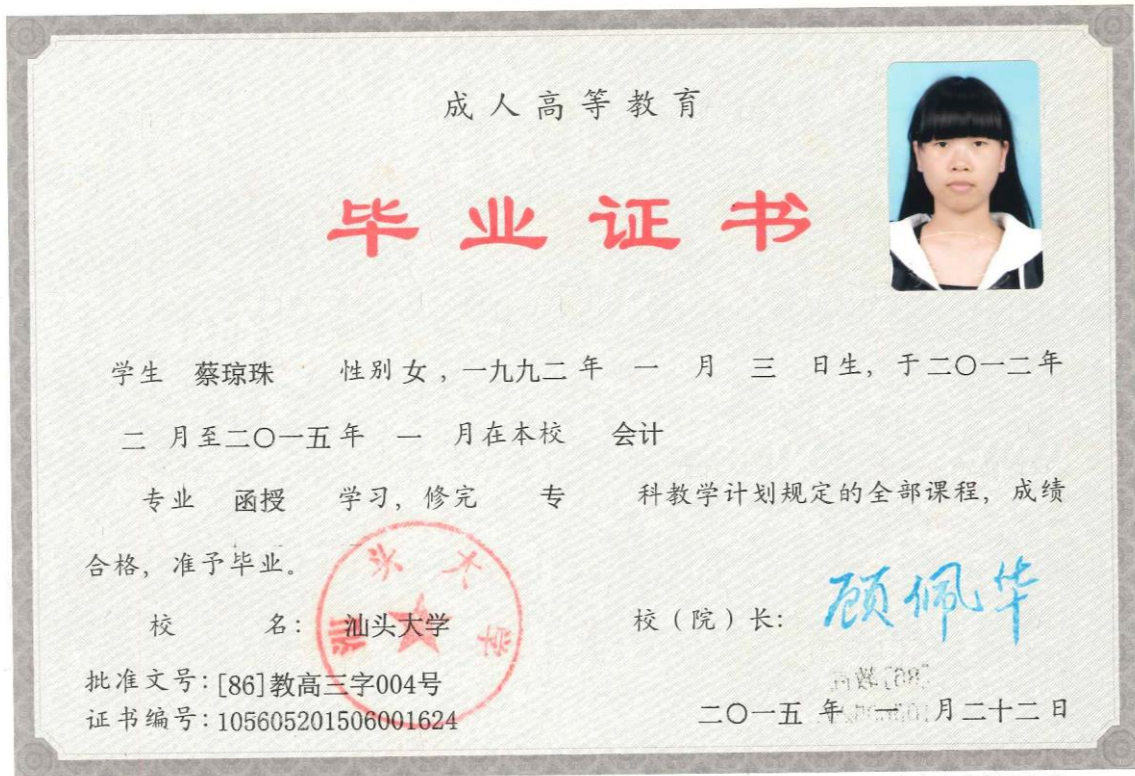 成人高等教育
毕业证书
学生 蔡琼珠 性别 女，一九九二 年 一 月 三 日生，于二〇一二年
二 月至二〇一五 年 一 月在本校 会计
专业 函授 学习，修完 专 科教学计划规定的全部课程，成绩
合格，准予毕业。
校 名：汕头大学
校（院）长：顾佩华
汕头大学
批准文号：[86]教高三字004号
证书编号：105605201506001624
二〇一五 年 一 月二十二日